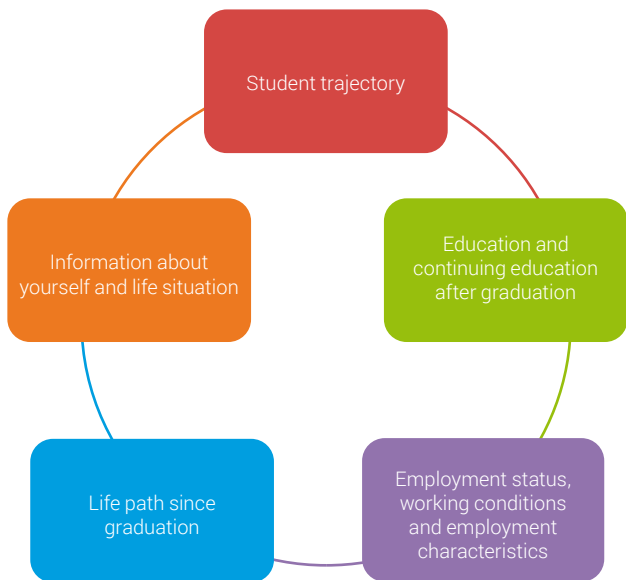 Student trajectory
Education and
continuing education
after graduation
Employment status,
working conditions
and employment
characteristics
Life path since
graduation
Information about
yourself and life situation